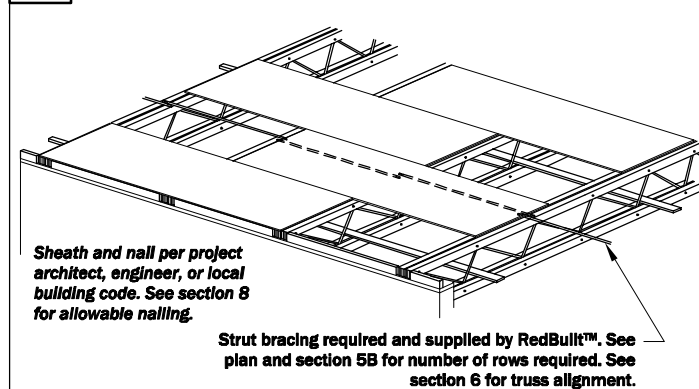 Sheath and nail per project
architect, engineer, or local
building code. See section 8
for allowable nailing.
Strut bracing required and supplied by RedBuilt™. See
plan and section 5B for number of rows required. See
section 6 for truss alignment.